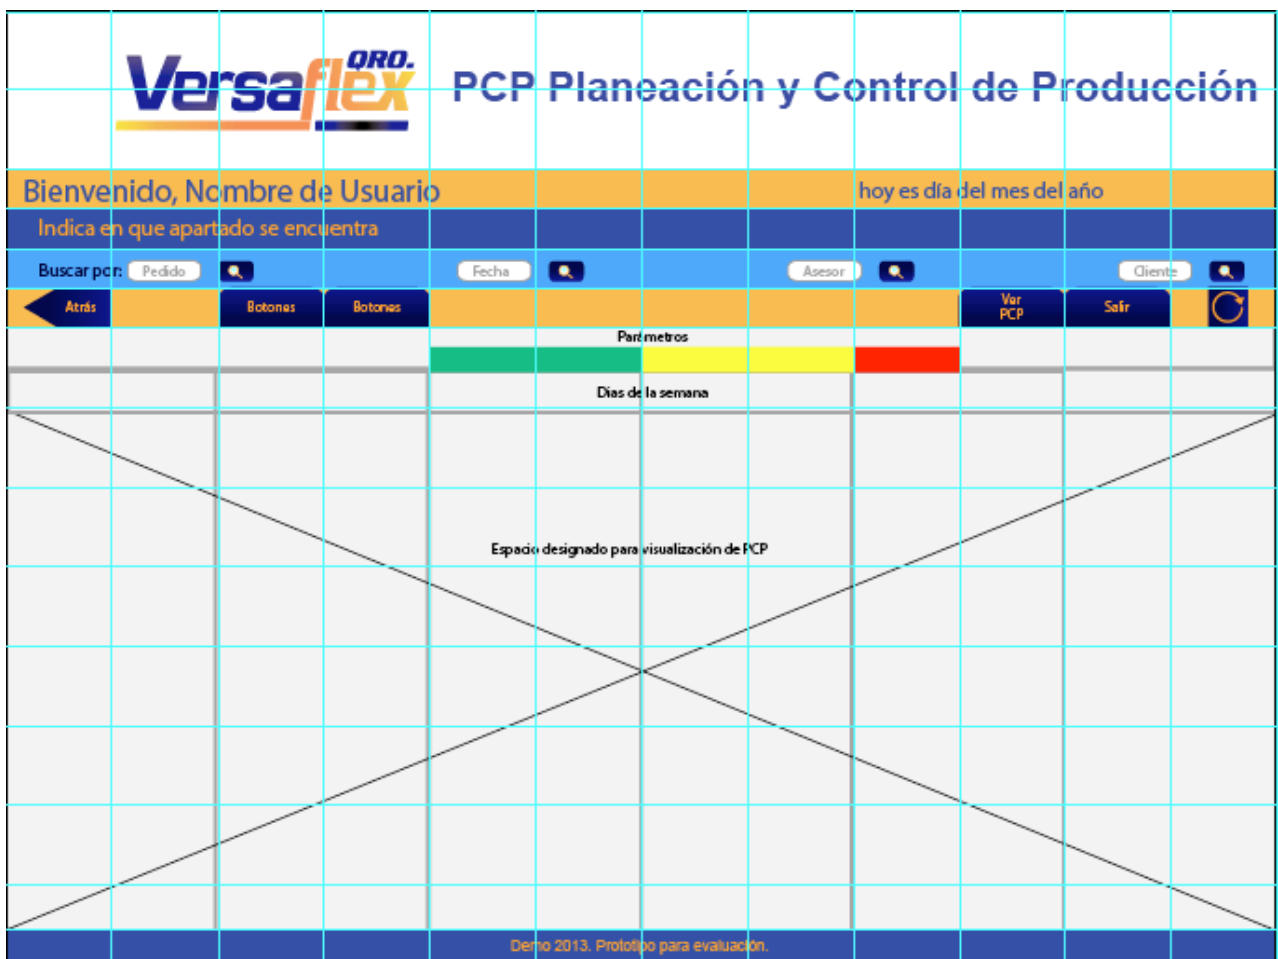 Versaflex QRO.
PCP Planeación y Control de Producción
Bienvenido, Nombre de Usuario
hoy es día del mes del año
Indica en que apartado se encuentra
Buscar por: Pedido Fecha Asesor Cliente
Atrás Botones Botones Ver PCP Salir
Parámetros
Dias de la semana
Espacio designado para visualización de PCP
Demo 2013. Prototipo para evaluación.